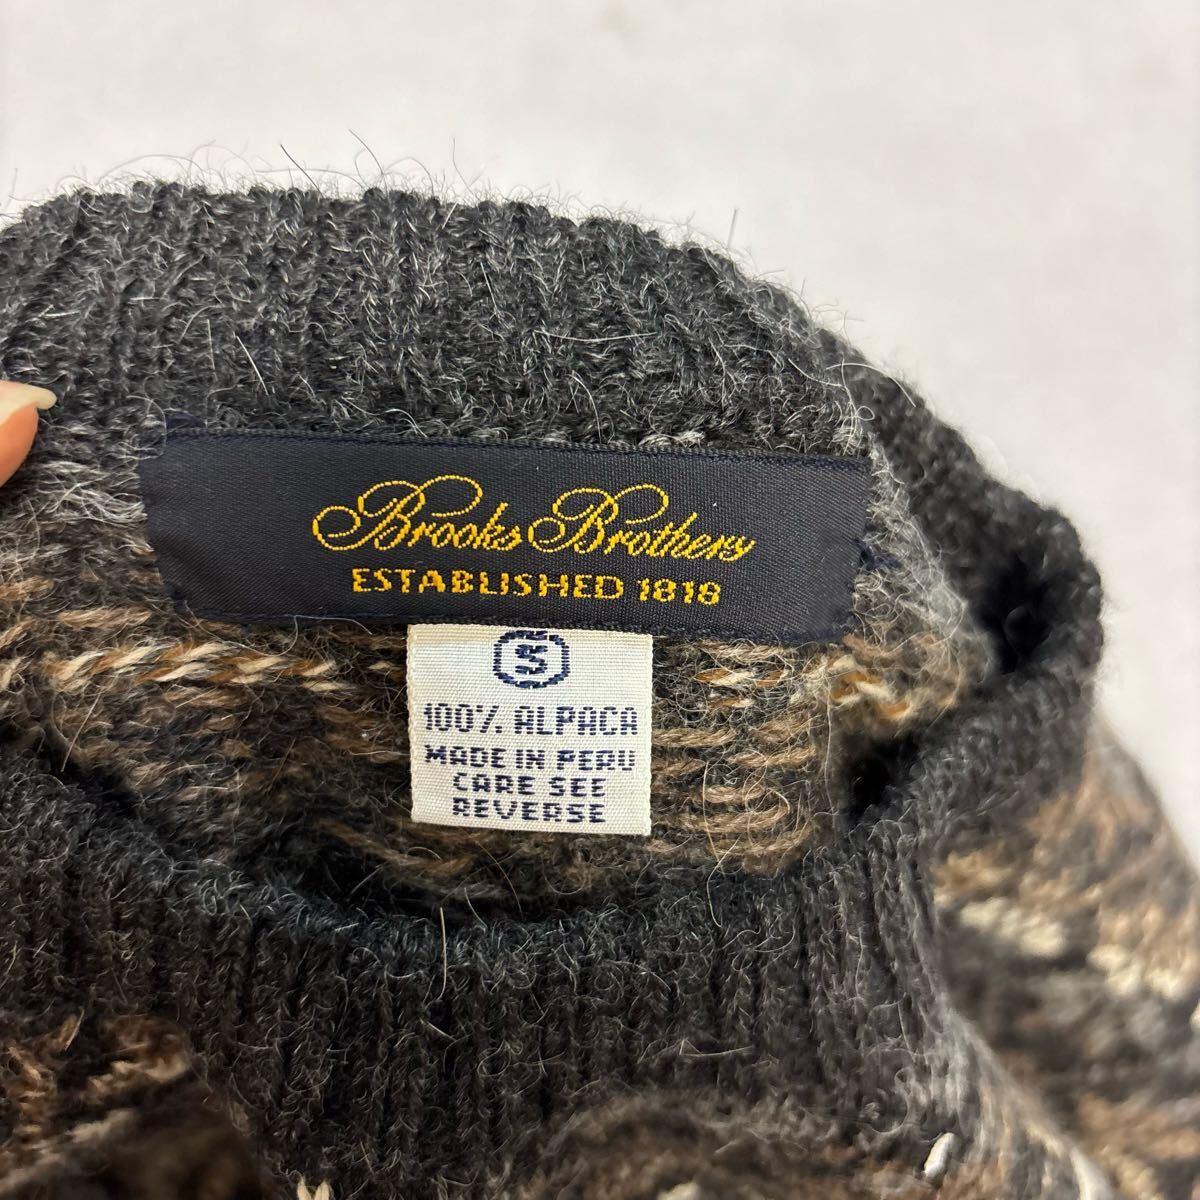 Brooks Brothers
ESTABLISHED 1818
S
100% ALPACA
MADE IN PERU
CARE SEE
REVERSE